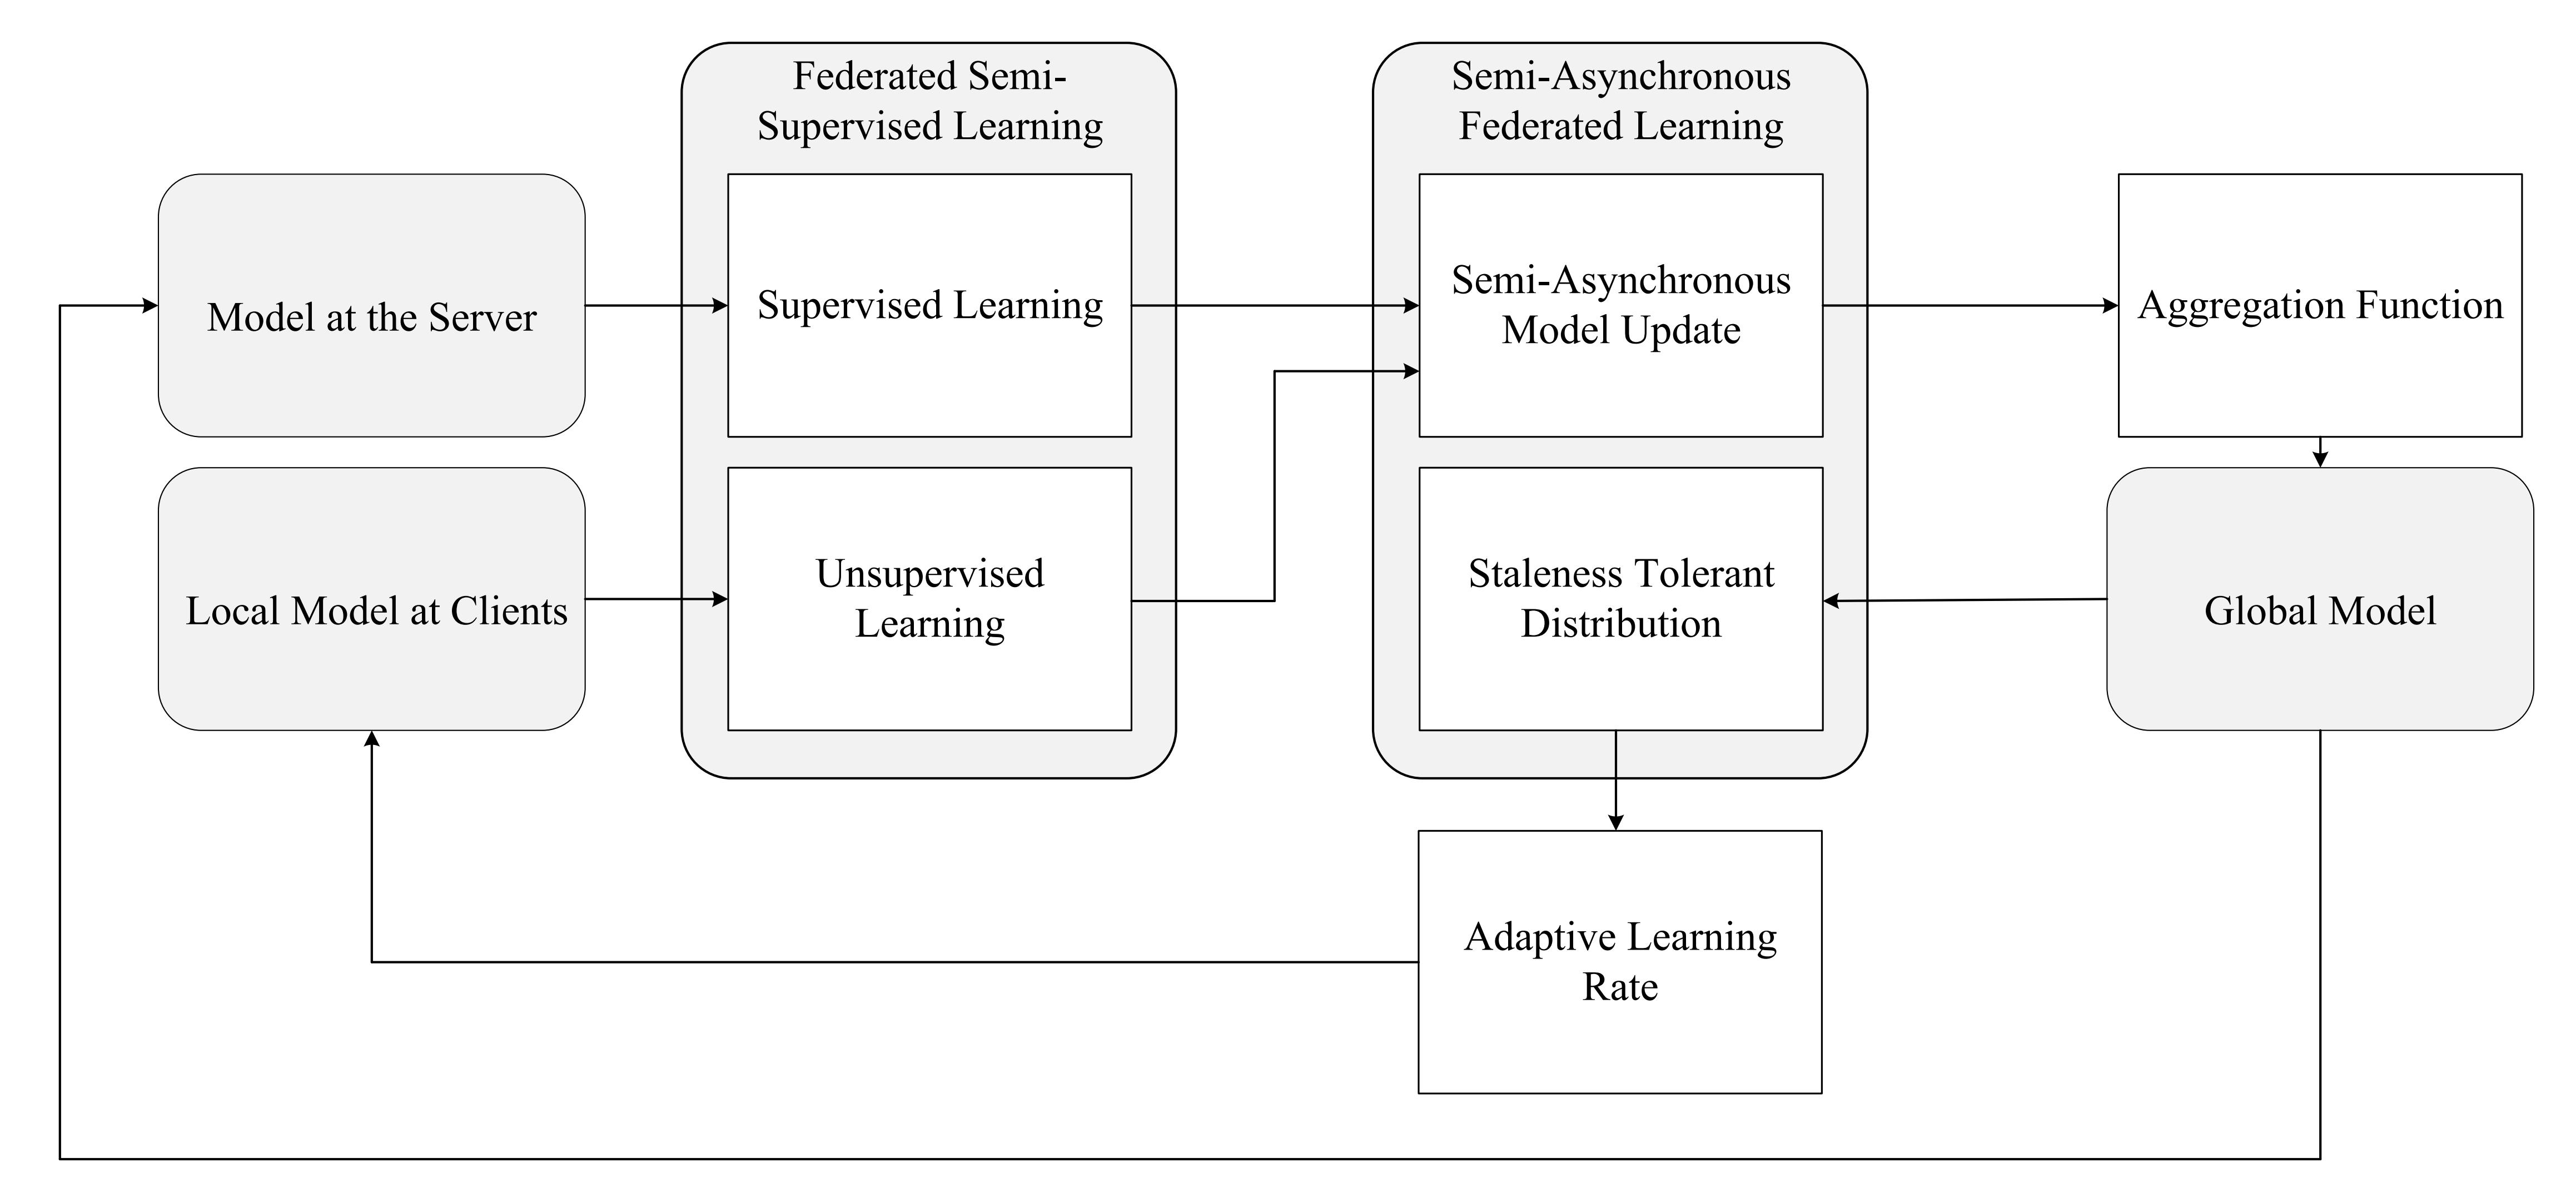 Federated Semi-
Supervised Learning
Semi-Asynchronous
Federated Learning
Model at the Server
Supervised Learning
Semi-Asynchronous
Model Update
Aggregation Function
Local Model at Clients
Unsupervised
Learning
Staleness Tolerant
Distribution
Global Model
Adaptive Learning
Rate